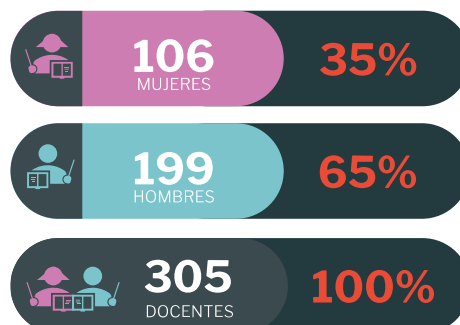 106 35%
MUJERES
199 65%
HOMBRES
305 100%
DOCENTES